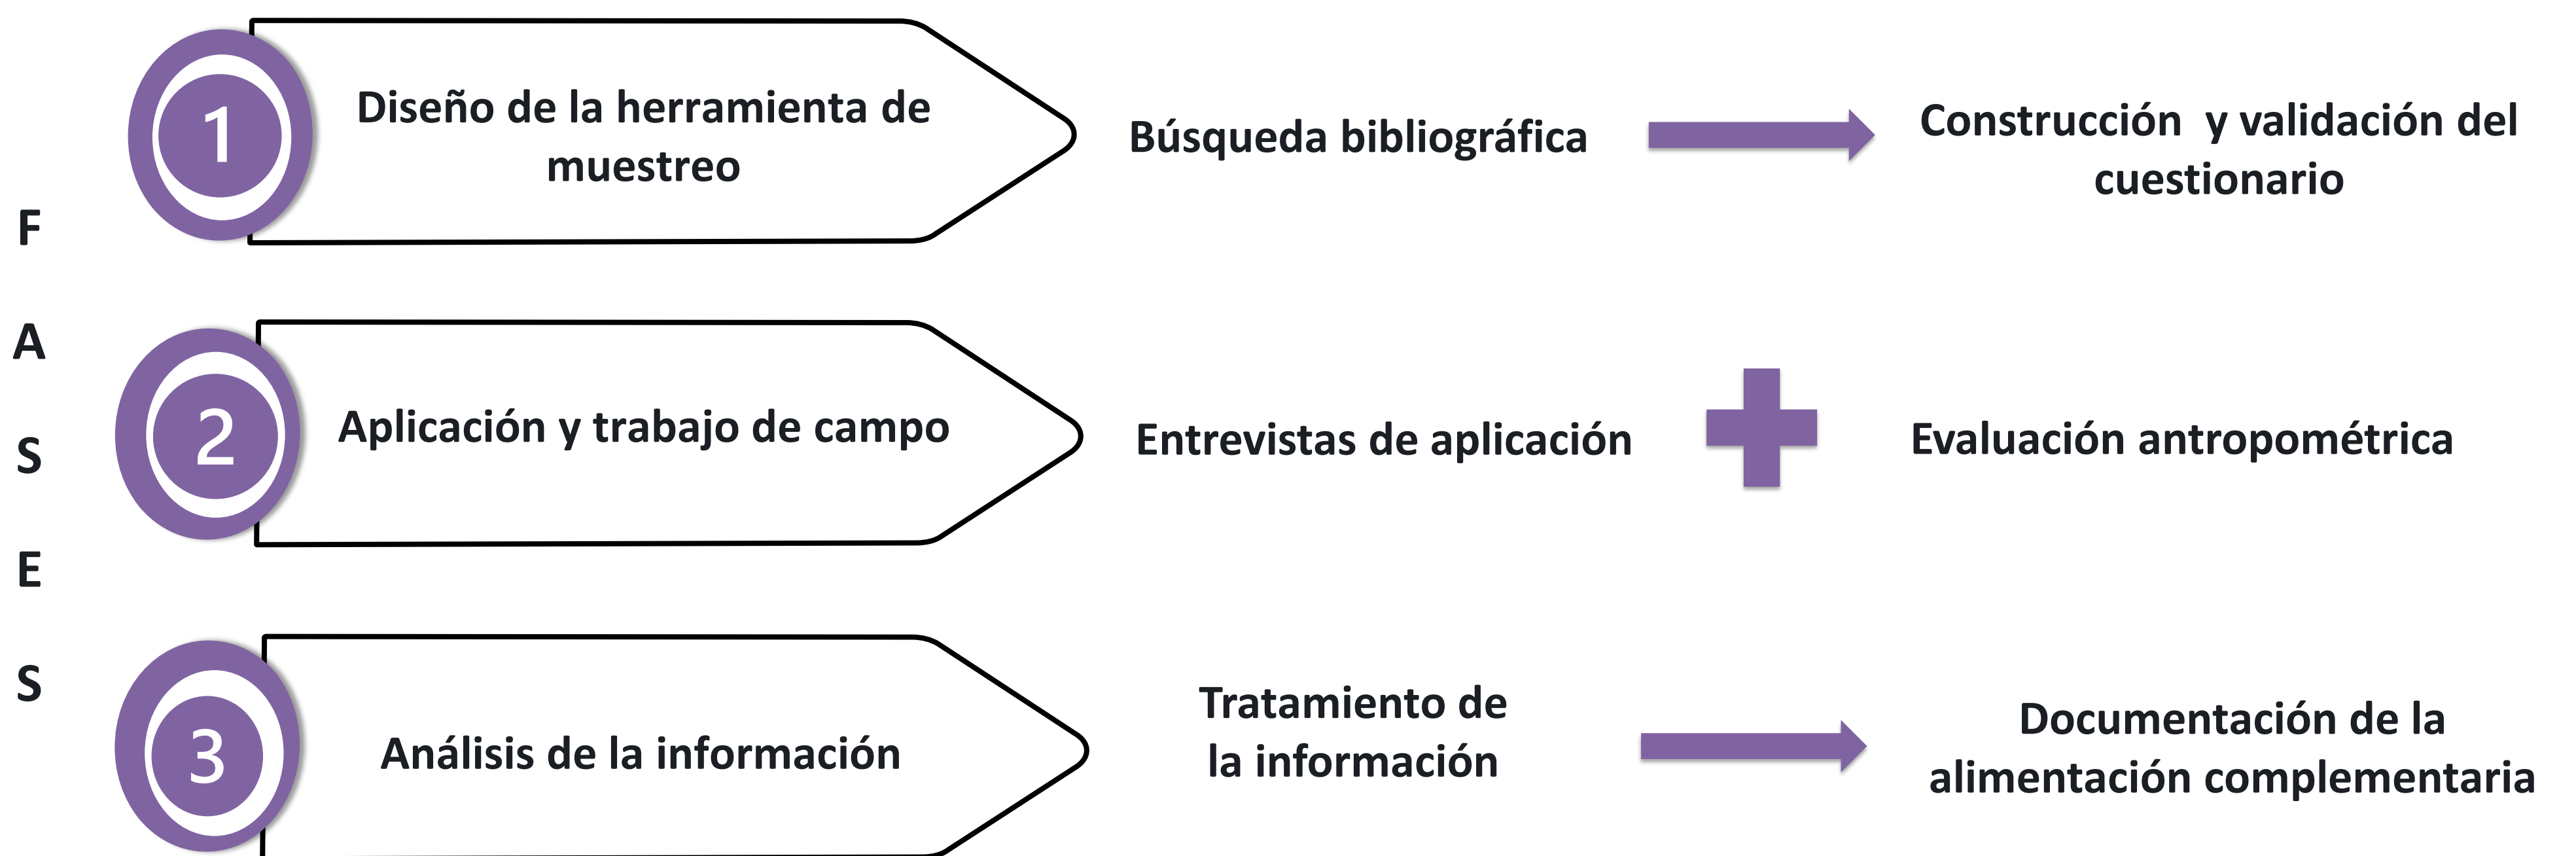 F
A
S
E
S
1
Diseño de la herramienta de
muestreo
Búsqueda bibliográfica
Construcción y validación del
cuestionario
2
Aplicación y trabajo de campo
Entrevistas de aplicación
Evaluación antropométrica
3
Análisis de la información
Tratamiento de
la información
Documentación de la
alimentación complementaria